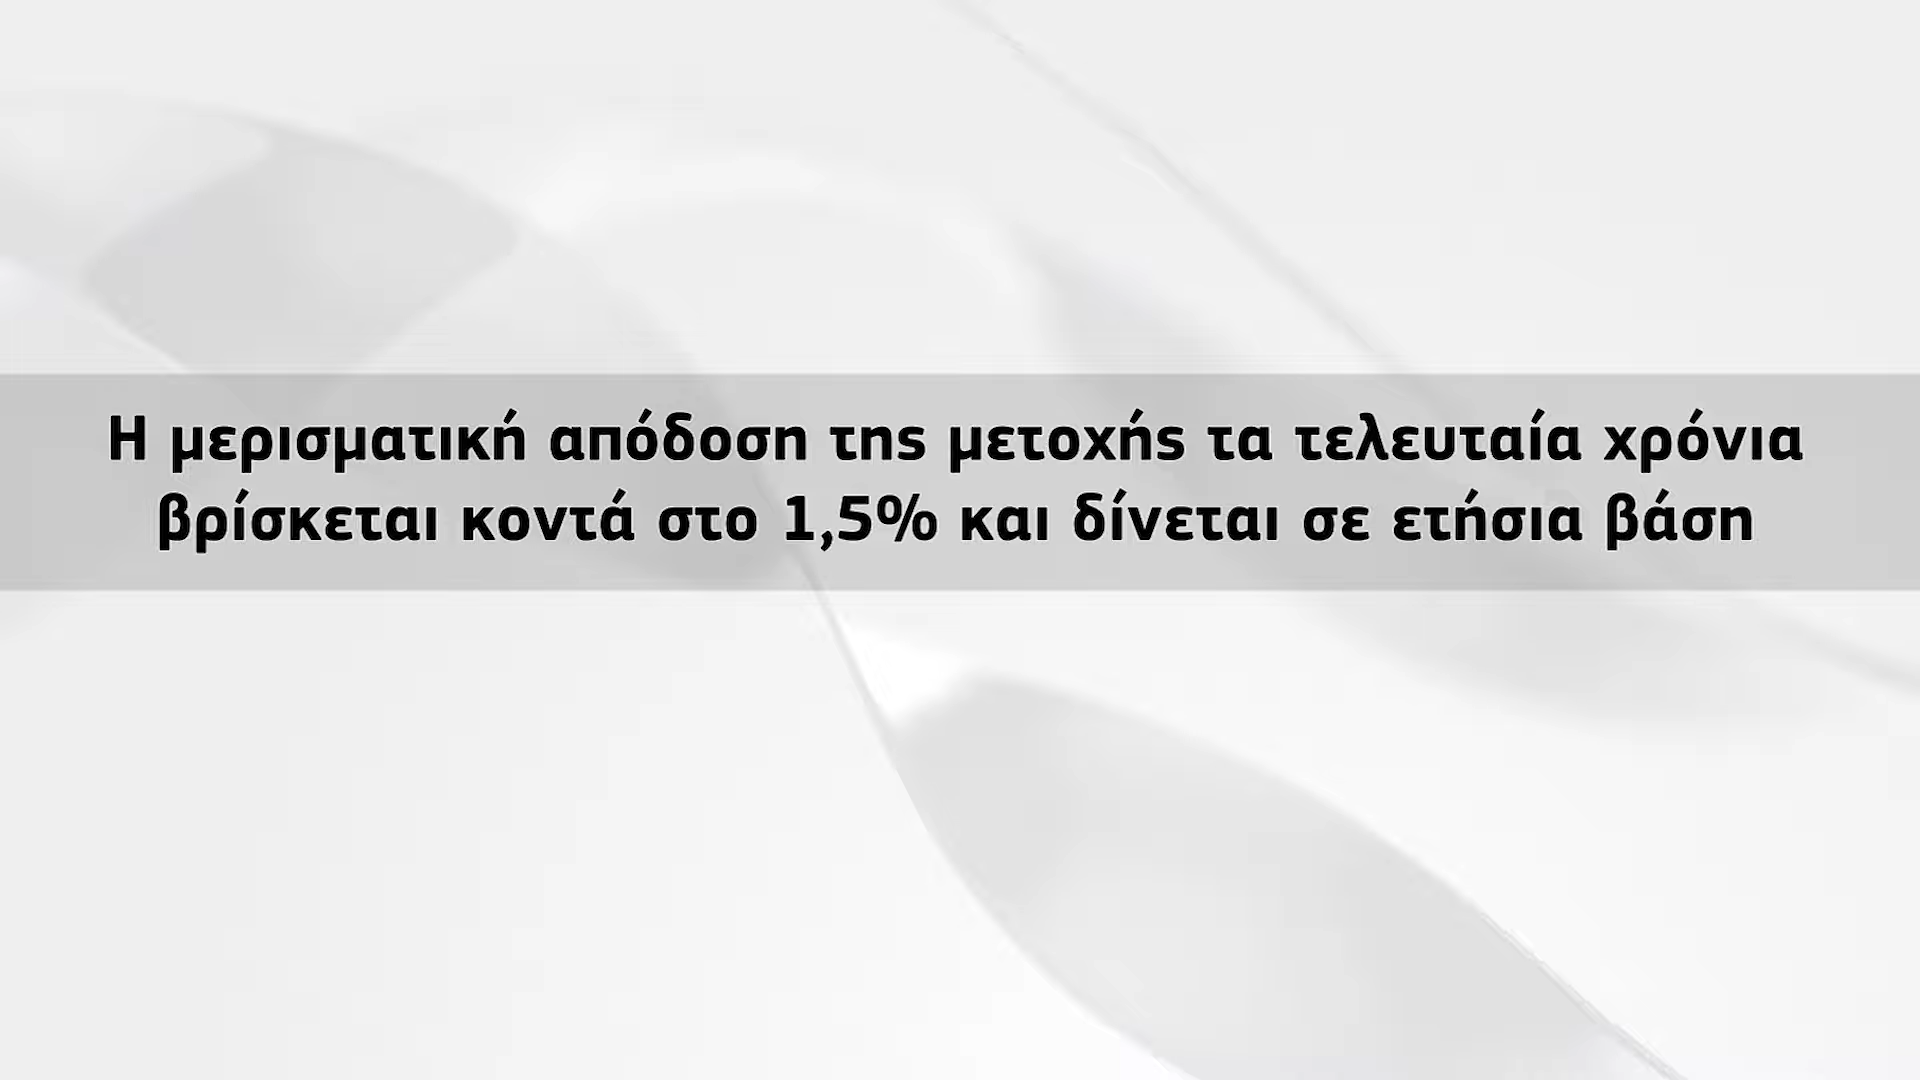 Η μερισματική απόδοση της μετοχής τα τελευταία χρόνια
βρίσκεται κοντά στο 1,5% και δίνεται σε ετήσια βάση